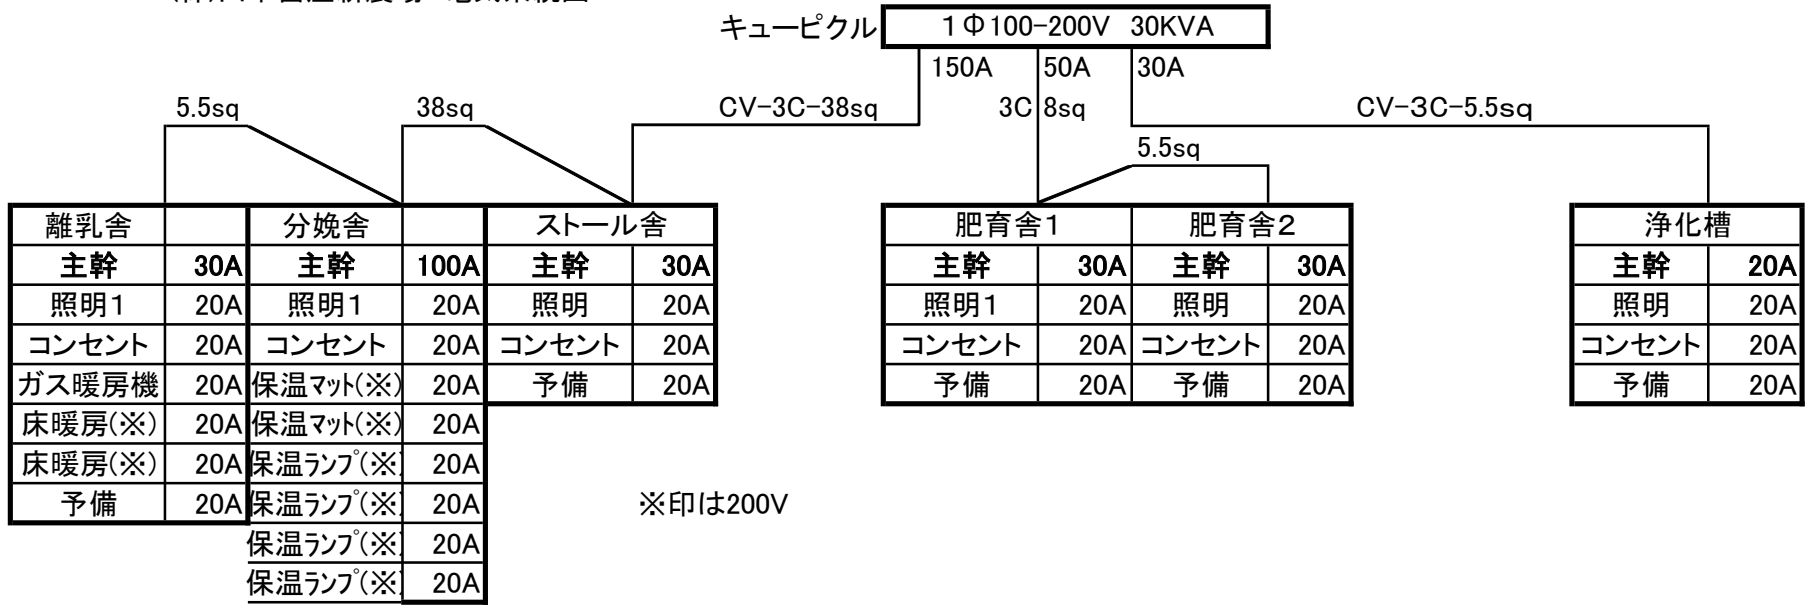 キュービクル 1Φ100-200V 30KVA
150A 50A 30A
5.5sq 38sq CV-3C-38sq 3C 8sq CV-3C-5.5sq
5.5sq
離乳舎 分娩舎 ストール舎 肥育舎1 肥育舎2 浄化槽
主幹 30A 主幹 100A 主幹 30A 主幹 30A 主幹 30A 主幹 20A
照明1 20A 照明1 20A 照明 20A 照明1 20A 照明 20A 照明 20A
コンセント 20A コンセント 20A コンセント 20A コンセント 20A コンセント 20A コンセント 20A
ガス暖房機 20A 保温マット(※) 20A 予備 20A 予備 20A 予備 20A 予備 20A
床暖房(※) 20A 保温マット(※) 20A
床暖房(※) 20A 保温ランプ(※) 20A
予備 20A 保温ランプ(※) 20A ※印は200V
保温ランプ(※) 20A
保温ランプ(※) 20A